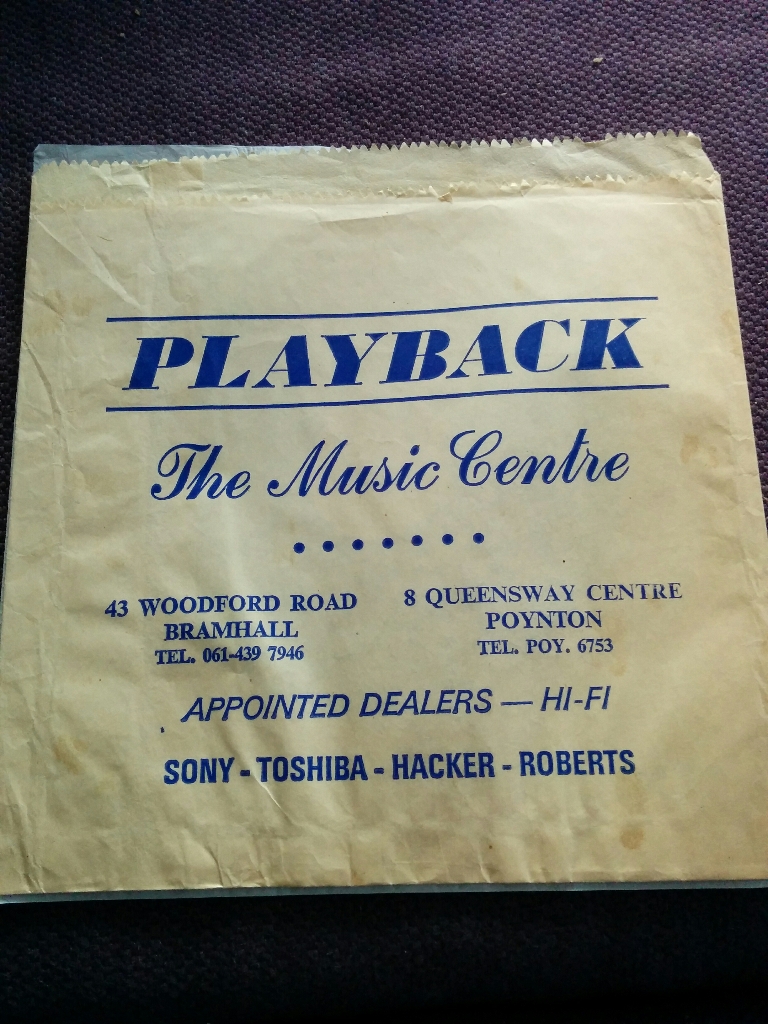 PLAYBACK
The Music Centre
43 WOODFORD ROAD
BRAMHALL
TEL. 061-439 7946
8 QUEENSWAY CENTRE
POYNTON
TEL. POY. 6753
APPOINTED DEALERS — HI-FI
SONY - TOSHIBA - HACKER - ROBERTS